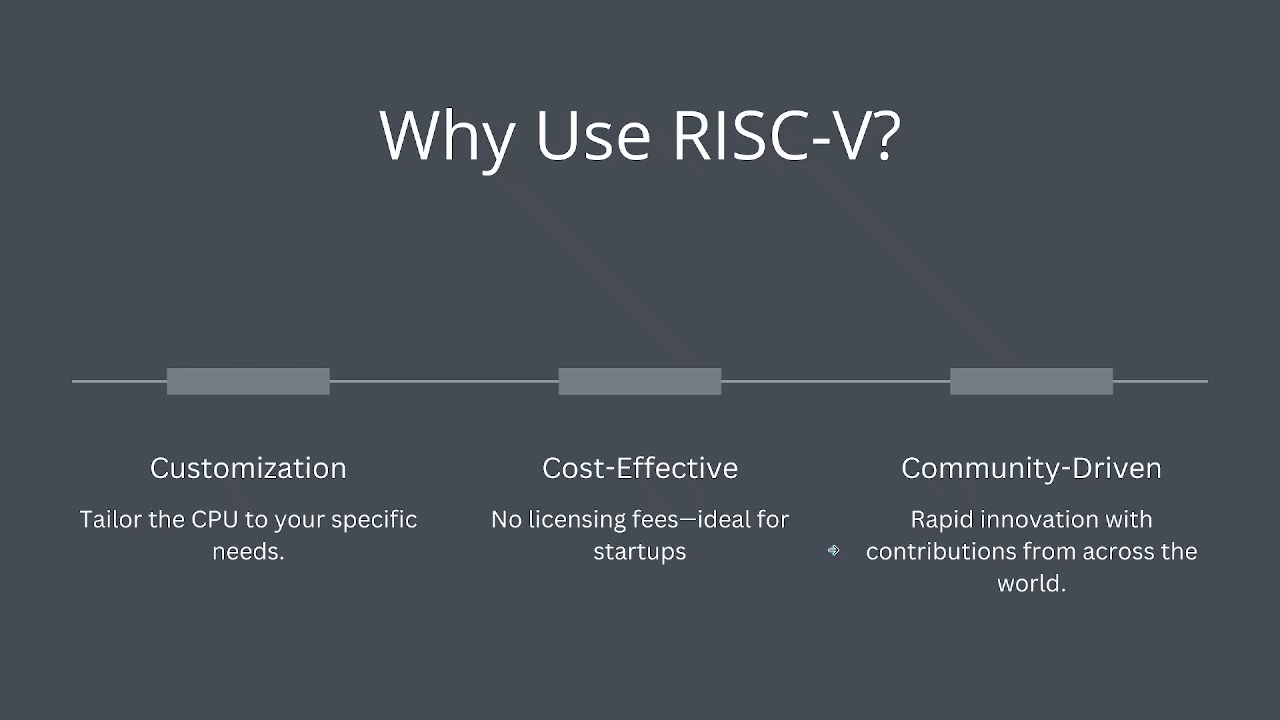 Why Use RISC-V?
Customization
Tailor the CPU to your specific
needs.
Cost-Effective
No licensing fees—ideal for
startups
Community-Driven
Rapid innovation with
contributions from across the
world.